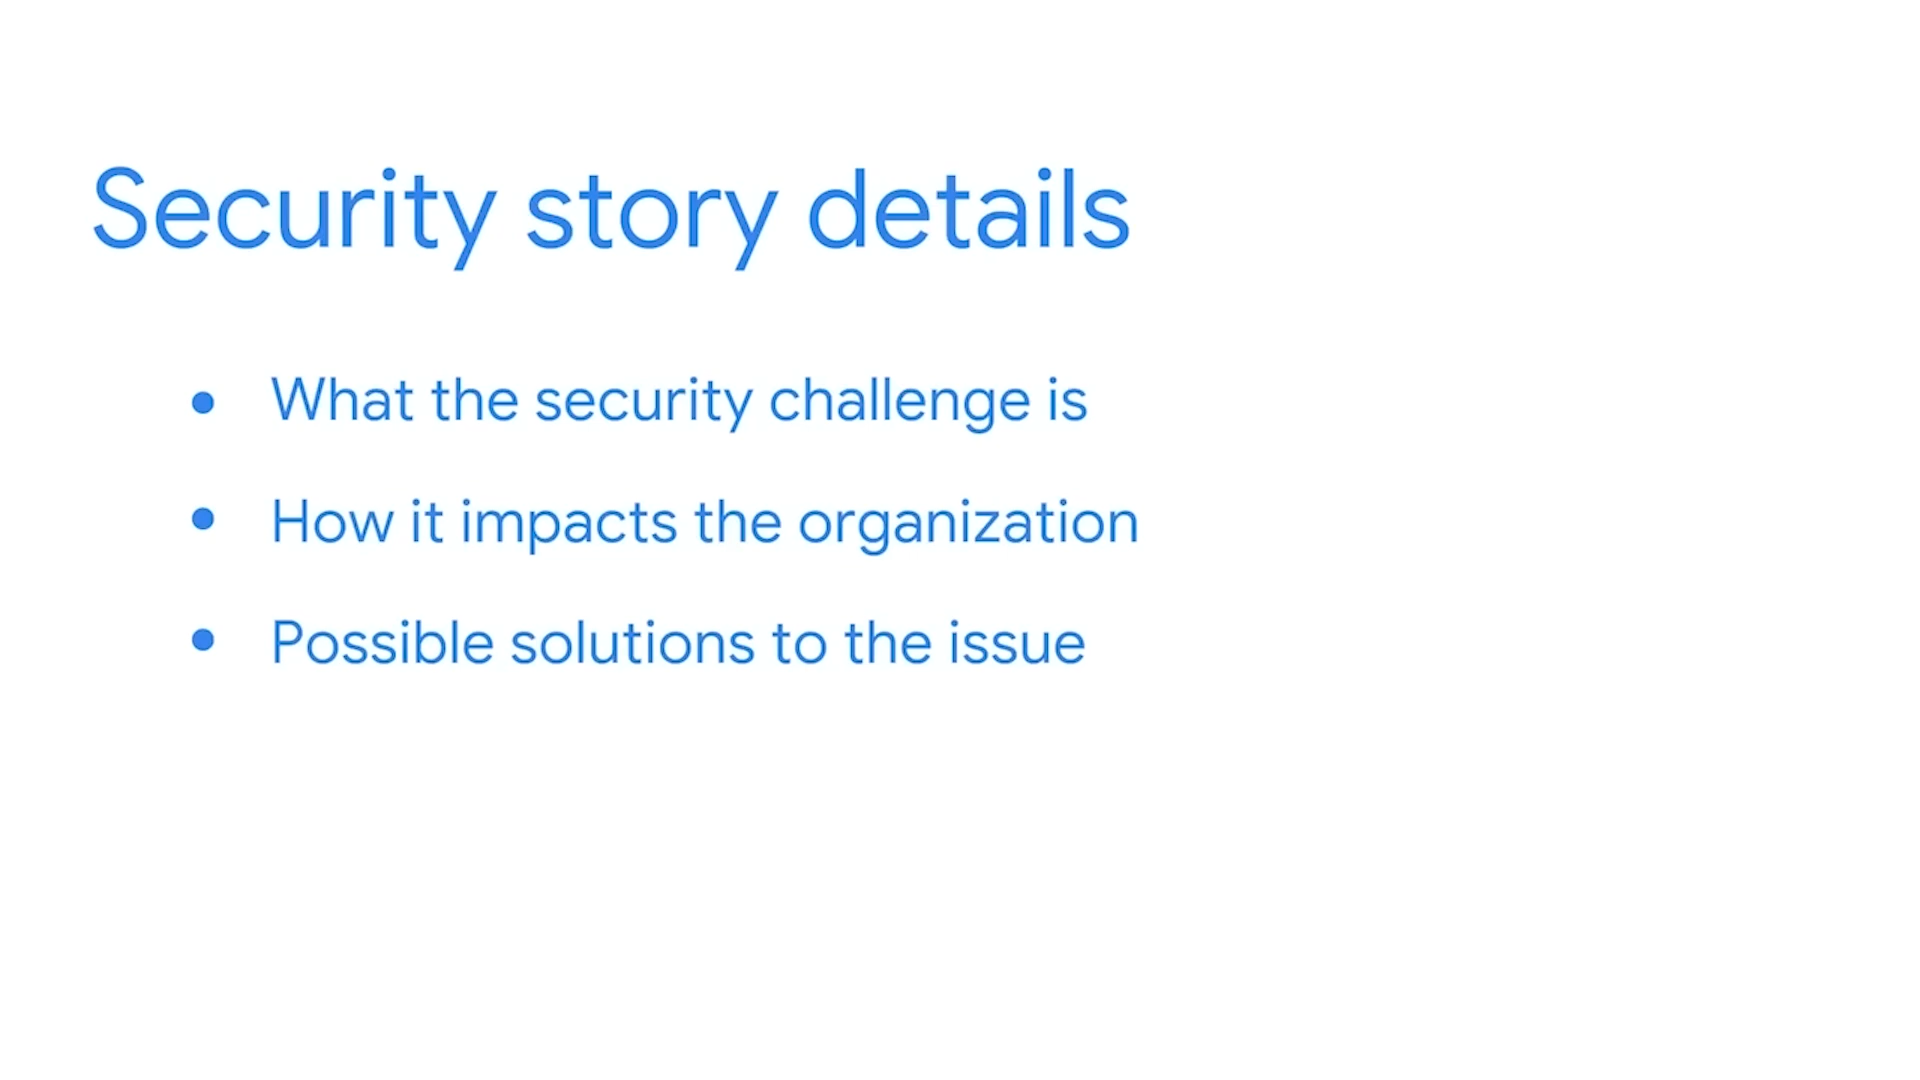 Security story details
• What the security challenge is
• How it impacts the organization
• Possible solutions to the issue